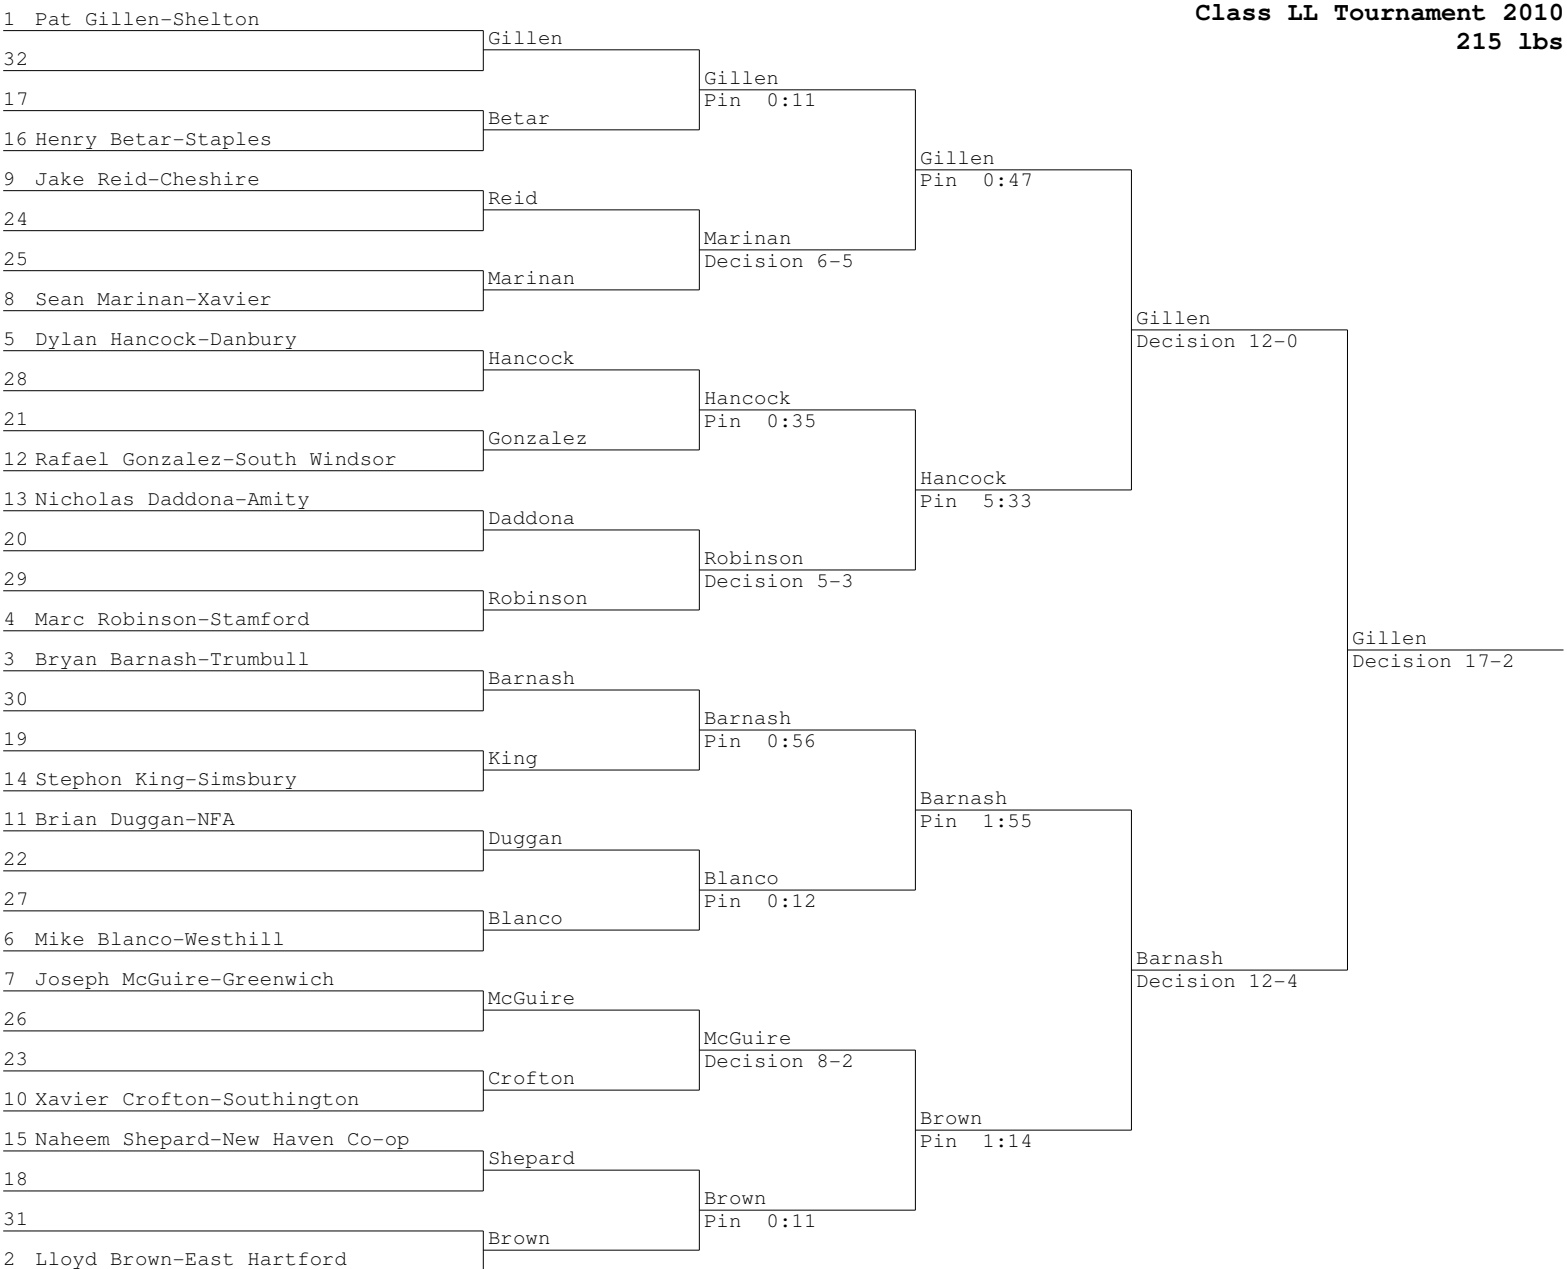 Class LL Tournament 2010
215 lbs
1 Pat Gillen-Shelton
32
17
16 Henry Betar-Staples
9 Jake Reid-Cheshire
24
25
8 Sean Marinan-Xavier
5 Dylan Hancock-Danbury
28
21
12 Rafael Gonzalez-South Windsor
13 Nicholas Daddona-Amity
20
29
4 Marc Robinson-Stamford
3 Bryan Barnash-Trumbull
30
19
14 Stephon King-Simsbury
11 Brian Duggan-NFA
22
27
6 Mike Blanco-Westhill
7 Joseph McGuire-Greenwich
26
23
10 Xavier Crofton-Southington
15 Naheem Shepard-New Haven Co-op
18
31
2 Lloyd Brown-East Hartford
Gillen
Betar
Reid
Marinan
Hancock
Gonzalez
Daddona
Robinson
Barnash
King
Duggan
Blanco
McGuire
Crofton
Shepard
Brown
Gillen
Pin 0:11
Marinan
Decision 6-5
Hancock
Pin 0:35
Robinson
Decision 5-3
Barnash
Pin 0:56
Blanco
Pin 0:12
McGuire
Decision 8-2
Brown
Pin 0:11
Gillen
Pin 0:47
Hancock
Pin 5:33
Barnash
Pin 1:55
Brown
Pin 1:14
Gillen
Decision 12-0
Barnash
Decision 12-4
Gillen
Decision 17-2